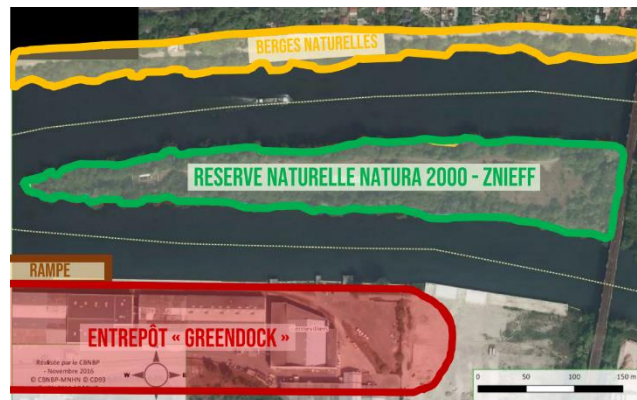 BERGES NATURELLES
RESERVE NATURELLE NATURA 2000 - ZNIEFF
RAMPE
ENTREPÔT « GREENDOCK »
Réalisée par le CBNBP
- Novembre 2016
© CBNBP-MNHN © CD93
W E
0 50 100 150 m